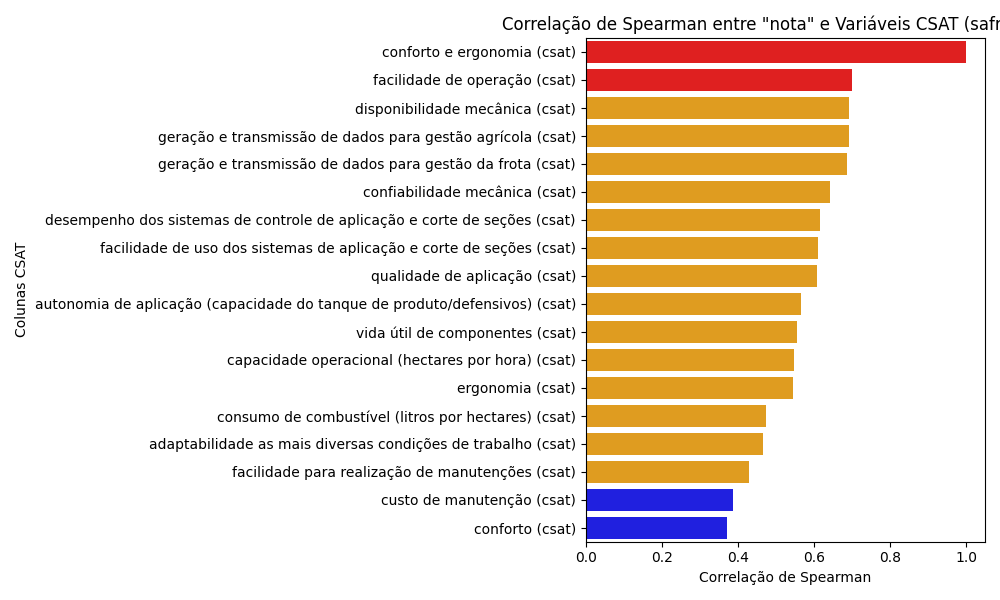 Correlação de Spearman entre "nota" e Variáveis CSAT (safr
conforto e ergonomia (csat)
facilidade de operação (csat)
disponibilidade mecânica (csat)
geração e transmissão de dados para gestão agrícola (csat)
geração e transmissão de dados para gestão da frota (csat)
confiabilidade mecânica (csat)
desempenho dos sistemas de controle de aplicação e corte de seções (csat)
facilidade de uso dos sistemas de aplicação e corte de seções (csat)
qualidade de aplicação (csat)
autonomia de aplicação (capacidade do tanque de produto/defensivos) (csat)
vida útil de componentes (csat)
capacidade operacional (hectares por hora) (csat)
ergonomia (csat)
consumo de combustível (litros por hectares) (csat)
adaptabilidade as mais diversas condições de trabalho (csat)
facilidade para realização de manutenções (csat)
custo de manutenção (csat)
conforto (csat)
Colunas CSAT
0.0 0.2 0.4 0.6 0.8 1.0
Correlação de Spearman